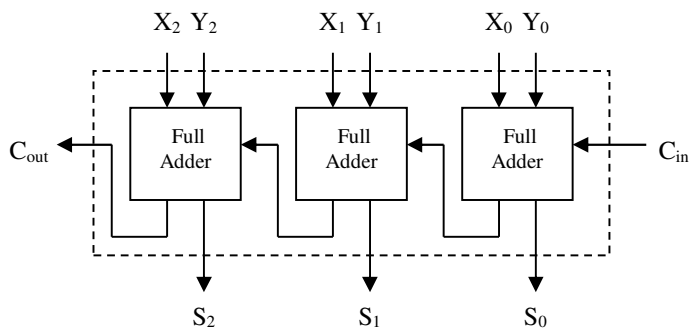 X2 Y2 X1 Y1 X0 Y0
Full Adder
Full Adder
Full Adder
Cout
Cin
S2 S1 S0